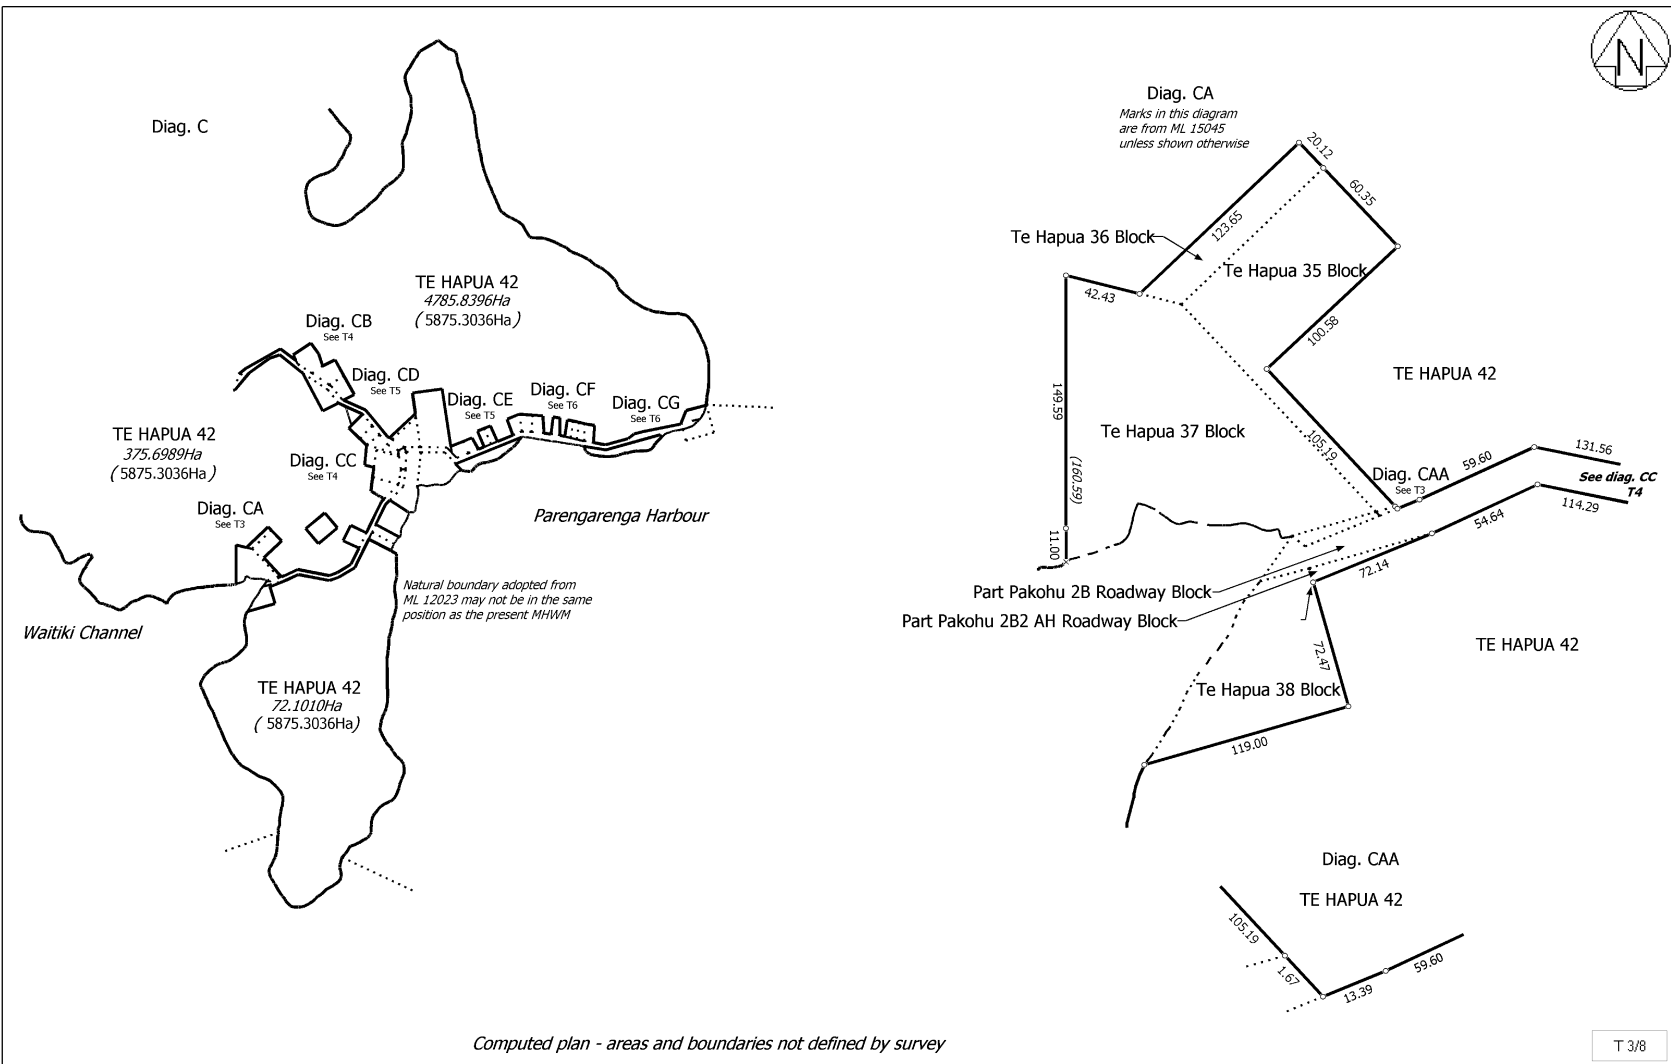 N
Diag. C
TE HAPUA 42
4785.8396Ha
( 5875.3036Ha )
Diag. CB
See T4
Diag. CD
See T5
Diag. CE
See T5
Diag. CF
See T6
Diag. CG
See T6
TE HAPUA 42
375.6989Ha
( 5875.3036Ha )
Diag. CC
See T4
Diag. CA
See T3
Parengarenga Harbour
Natural boundary adopted from
ML 12023 may not be in the same
position as the present MHWM
Waitiki Channel
TE HAPUA 42
72.1010Ha
( 5875.3036Ha )
Diag. CA
Marks in this diagram
are from ML 15045
unless shown otherwise
20.12
60.35
123.65
Te Hapua 36 Block
Te Hapua 35 Block
42.43
100.58
TE HAPUA 42
149.59
Te Hapua 37 Block
105.19
(160.59)
Diag. CAA
See T3
59.60
131.56
See diag. CC
T4
114.29
54.64
11.00
72.14
Part Pakohu 2B Roadway Block
Part Pakohu 2B2 AH Roadway Block
TE HAPUA 42
72.47
Te Hapua 38 Block
119.00
Diag. CAA
TE HAPUA 42
105.19
1.67
13.39
59.60
Computed plan - areas and boundaries not defined by survey
T 3/8